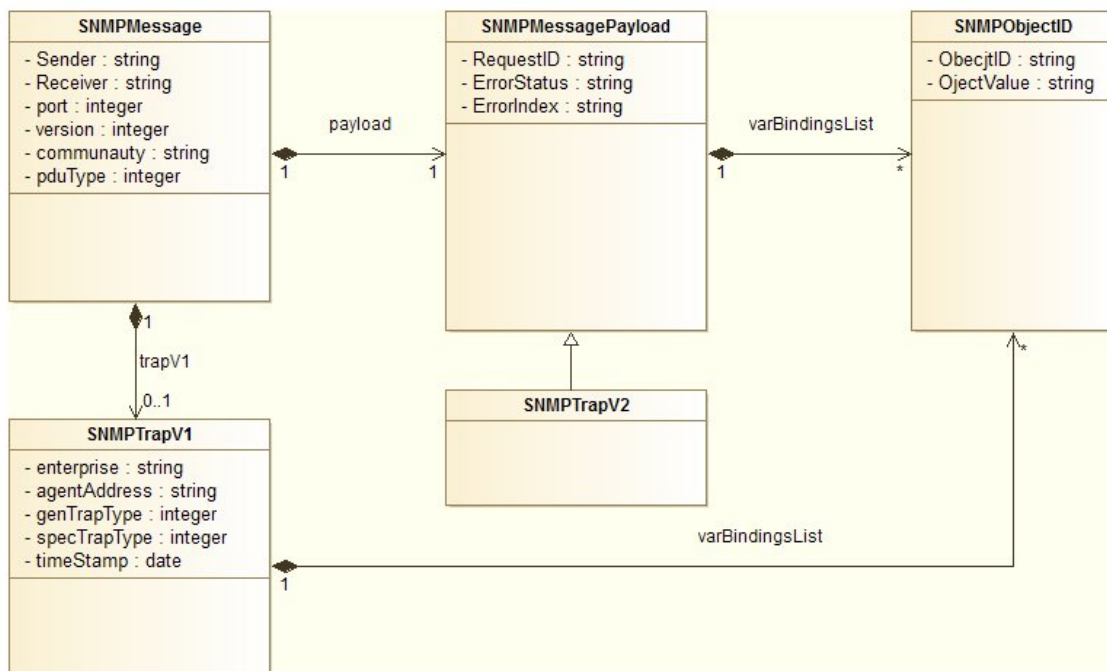 SNMPMessage
- Sender : string
- Receiver : string
- port : integer
- version : integer
- communauty : string
- pduType : integer
payload
1
1
SNMPMessagePayload
- RequestID : string
- ErrorStatus : string
- ErrorIndex : string
varBindingsList
1
*
SNMPObjectID
- ObecjtID : string
- OjectValue : string
1
trapV1
0..1
*
SNMPTrapV2
SNMPTrapV1
- enterprise : string
- agentAddress : string
- genTrapType : integer
- specTrapType : integer
- timeStamp : date
varBindingsList
1